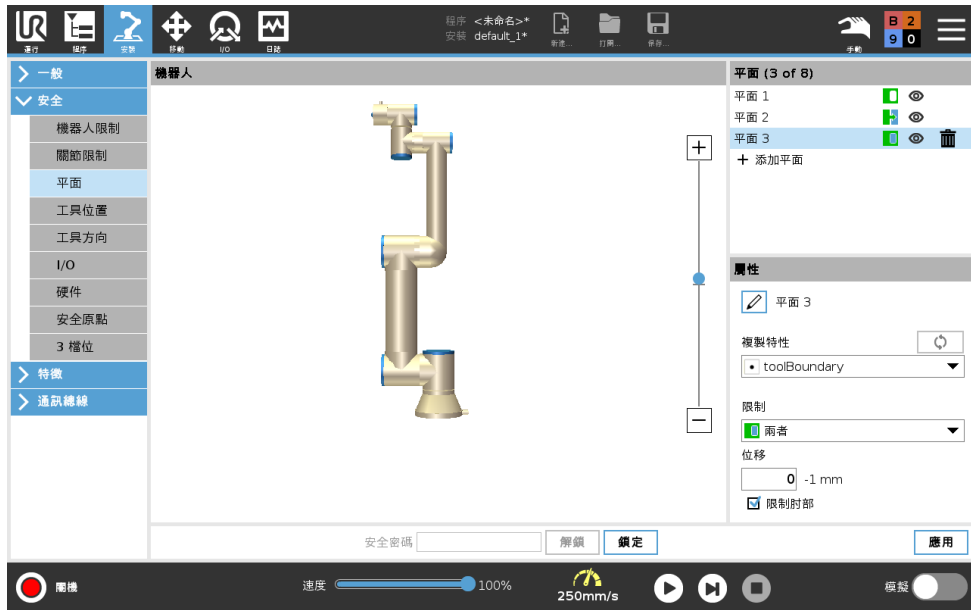 運行
程序
安裝
移動
I/O
日誌
程序 <未命名>*
安裝 default_1*
新建...
打開...
保存...
手動
B 2
9 0
一般
安全
機器人限制
關節限制
平面
工具位置
工具方向
I/O
硬件
安全原點
3 檔位
特徵
通訊總線
機器人
平面 (3 of 8)
平面 1
平面 2
平面 3
添加平面
屬性
平面 3
複製特性
toolBoundary
限制
兩者
位移
0 -1 mm
限制肘部
安全密碼
解鎖
鎖定
應用
關機
速度
100%
250mm/s
模擬